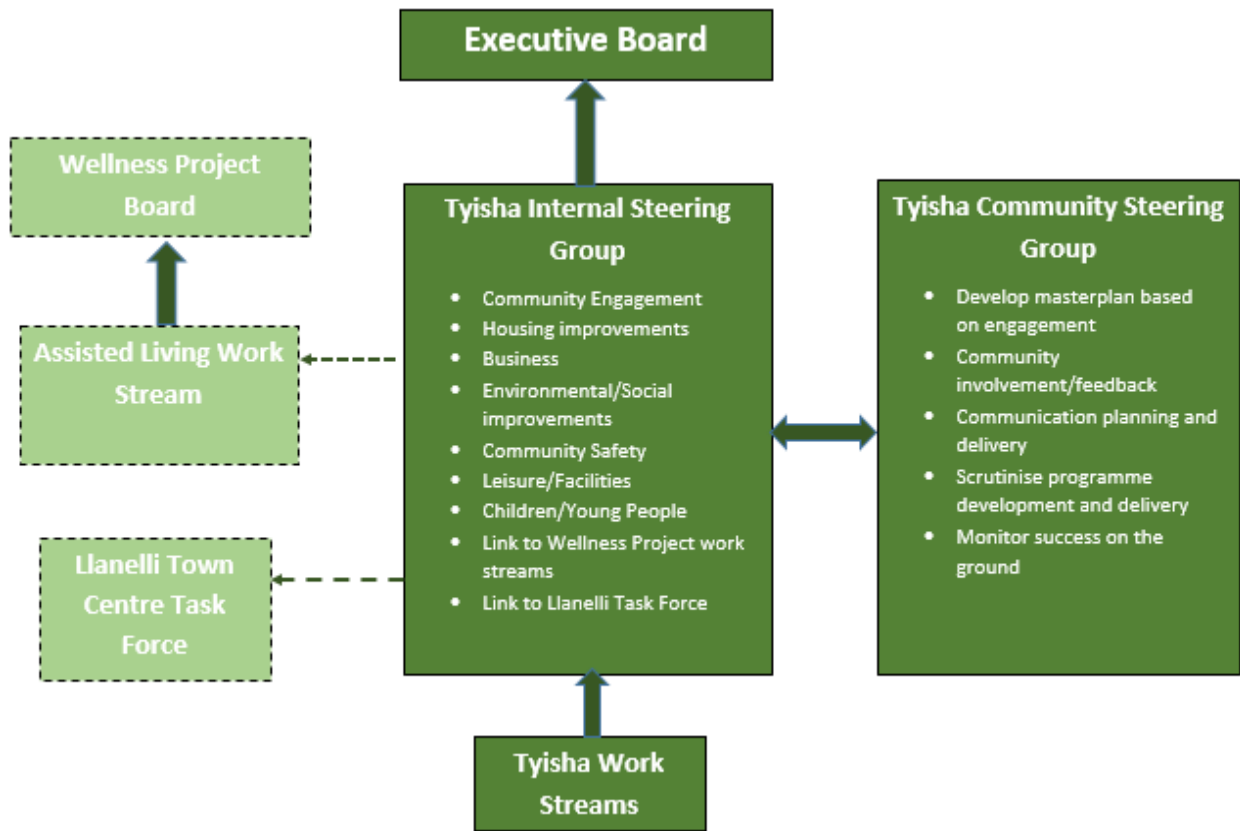 Executive Board
Wellness Project
Board
Assisted Living Work
Stream
Llanelli Town
Centre Task
Force
Tyisha Internal Steering
Group
• Community Engagement
• Housing improvements
• Business
• Environmental/Social
improvements
• Community Safety
• Leisure/Facilities
• Children/Young People
• Link to Wellness Project work
streams
• Link to Llanelli Task Force
Tyisha Community Steering
Group
• Develop masterplan based
on engagement
• Community
involvement/feedback
• Communication planning and
delivery
• Scrutinise programme
development and delivery
• Monitor success on the
ground
Tyisha Work
Streams